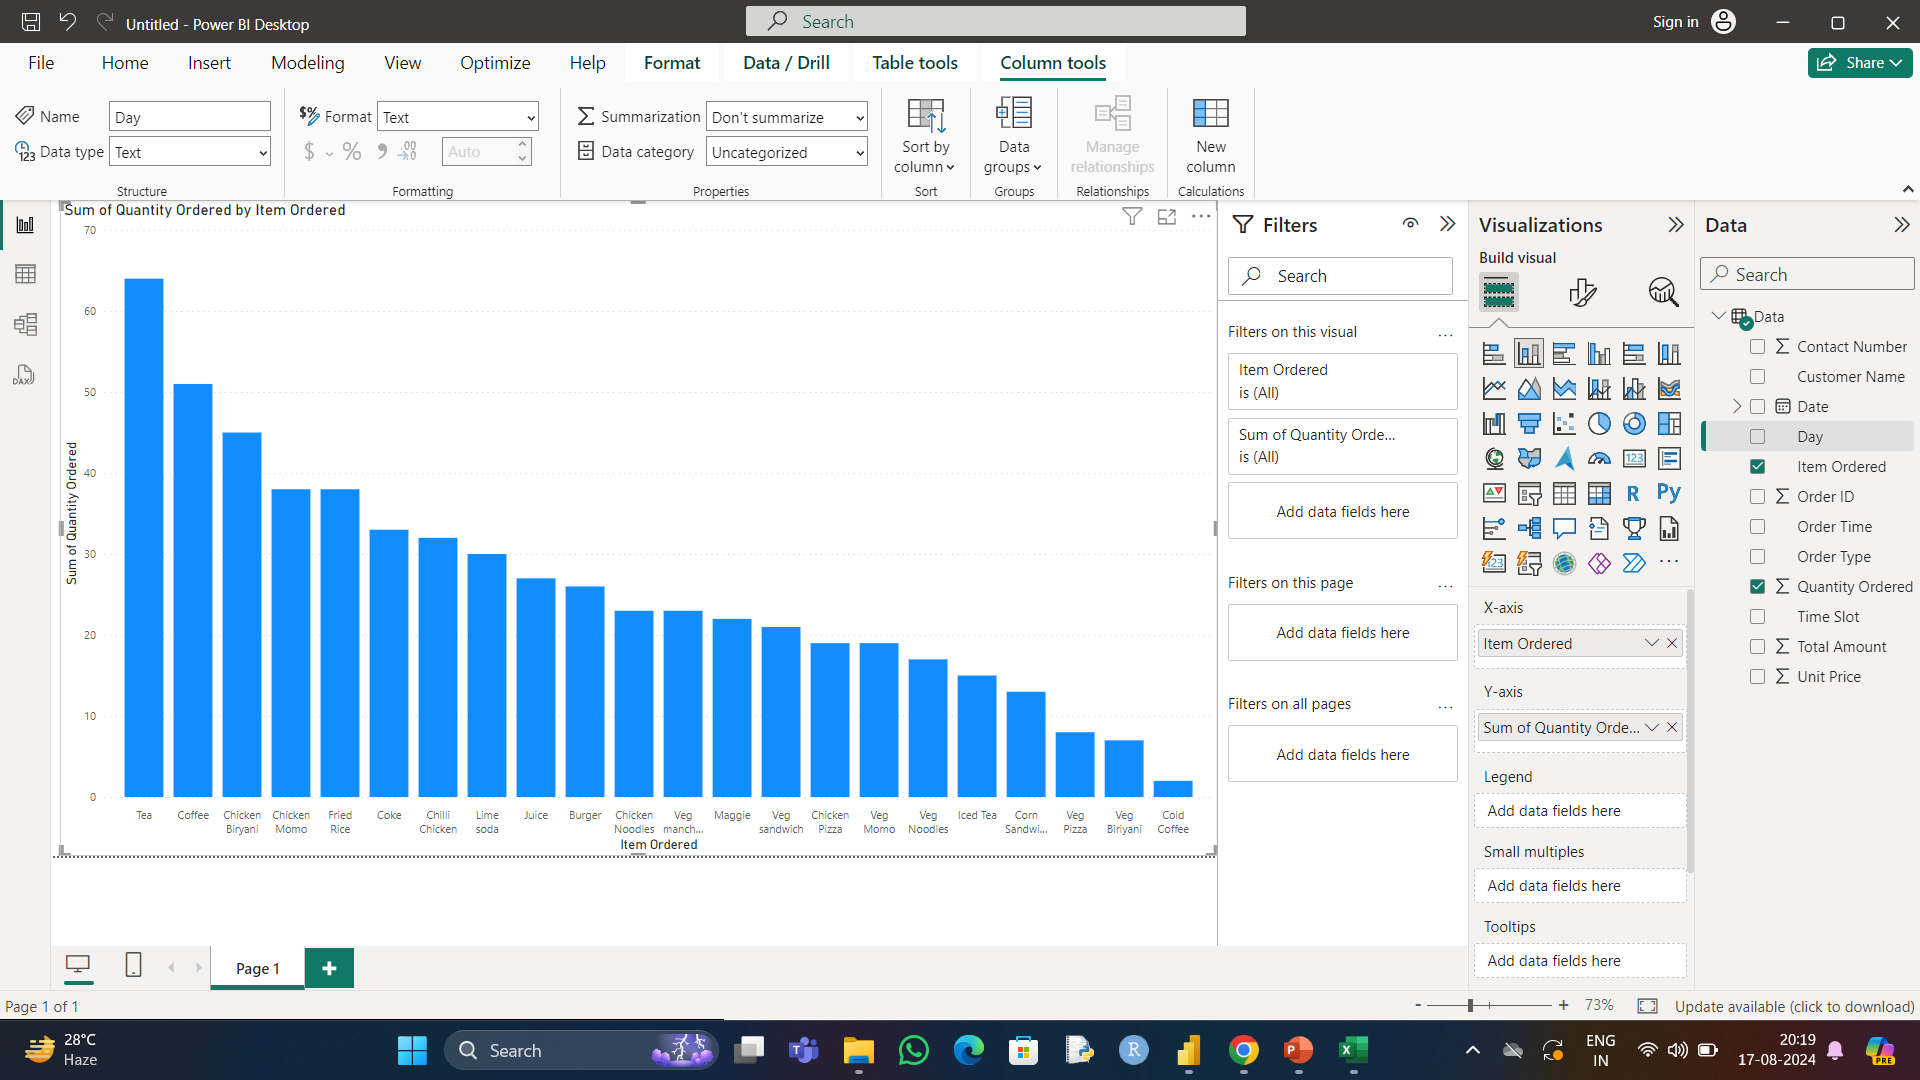 Untitled - Power BI Desktop
Search
Sign in
File Home Insert Modeling View Optimize Help Format Data / Drill Table tools Column tools
Share
Name Day
Data type Text
Structure
Format Text
$ % Auto
Formatting
Summarization Don't summarize
Data category Uncategorized
Properties
Sort by
column
Sort
Data
groups
Groups
Manage
relationships
Relationships
New
column
Calculations
Sum of Quantity Ordered by Item Ordered
Sum of Quantity Ordered
70
60
50
40
30
20
10
0
Tea
Coffee
Chicken
Biryani
Chicken
Momo
Fried
Rice
Coke
Chilli
Chicken
Lime
soda
Juice
Burger
Chicken
Noodles
Veg
manch...
Maggie
Veg
sandwich
Chicken
Pizza
Veg
Momo
Veg
Noodles
Iced Tea
Corn
Sandwi...
Veg
Pizza
Veg
Biriyani
Cold
Coffee
Item Ordered
Filters
Search
Filters on this visual
Item Ordered
is (All)
Sum of Quantity Orde...
is (All)
Add data fields here
Filters on this page
Add data fields here
Filters on all pages
Add data fields here
Visualizations
Build visual
X-axis
Item Ordered
Y-axis
Sum of Quantity Orde...
Legend
Add data fields here
Small multiples
Add data fields here
Tooltips
Add data fields here
Data
Search
Data
Contact Number
Customer Name
Date
Day
Item Ordered
Order ID
Order Time
Order Type
Quantity Ordered
Time Slot
Total Amount
Unit Price
Page 1
Page 1 of 1
- + 73%
Update available (click to download)
28°C
Haze
Search
ENG
IN
20:19
17-08-2024